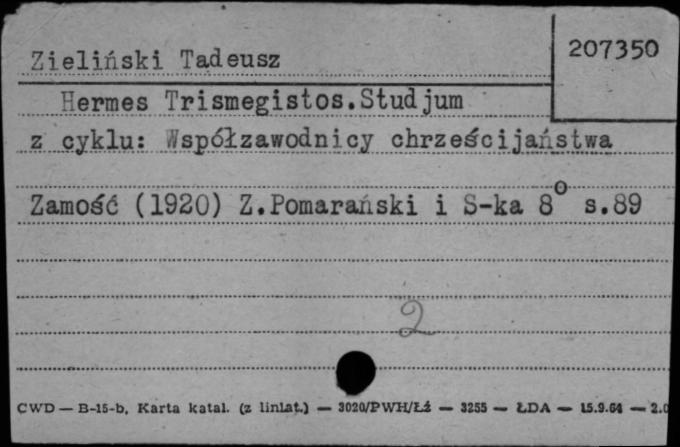 Zieliński Tadeusz
207350
Hermes Trismegistos.Studjum
z cyklu: Współzawodnicy chrześcijaństwa
Zamość (1920) Z.Pomarański i S-ka 8° s.89
2
CWD — B-15-b, Karta katal. (z liniat.) — 3020/PWH/Łź — 3255 — ŁDA — 15.9.64 — 2.0